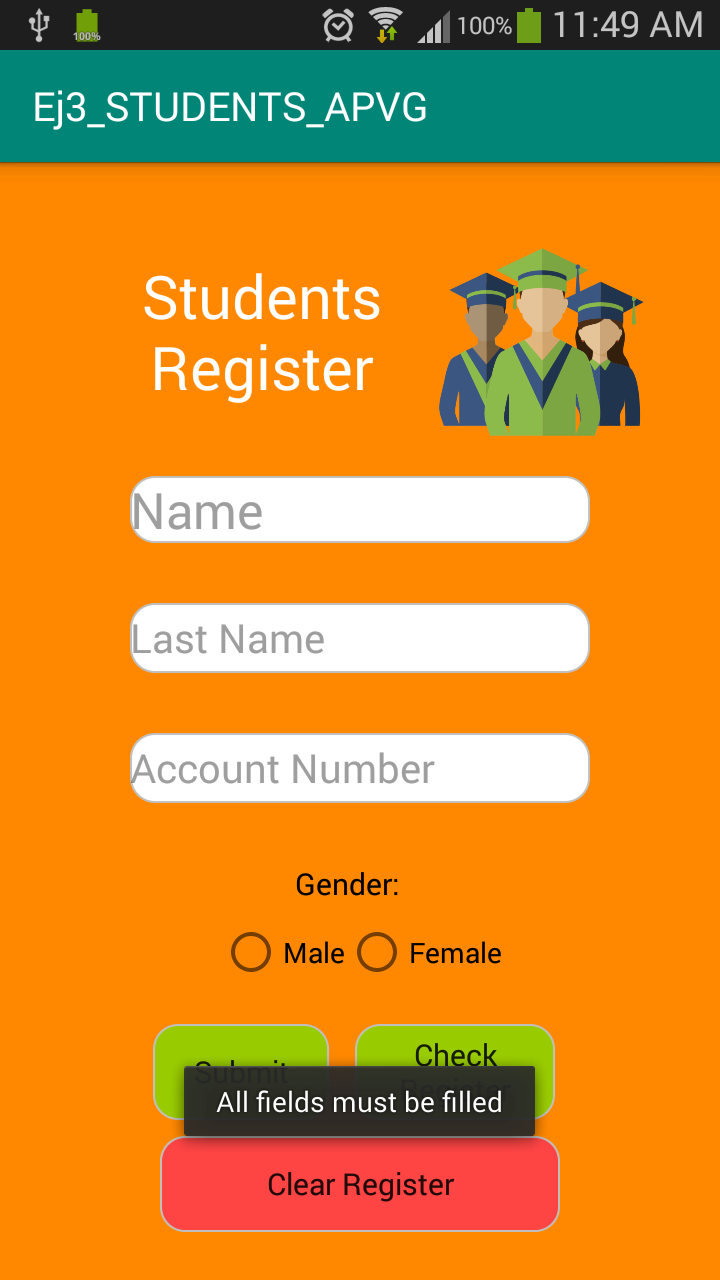 100%
100%
11:49 AM
Ej3_STUDENTS_APVG
Students
Register
Name
Last Name
Account Number
Gender:
Male Female
Submit
Check
Register
All fields must be filled
Clear Register